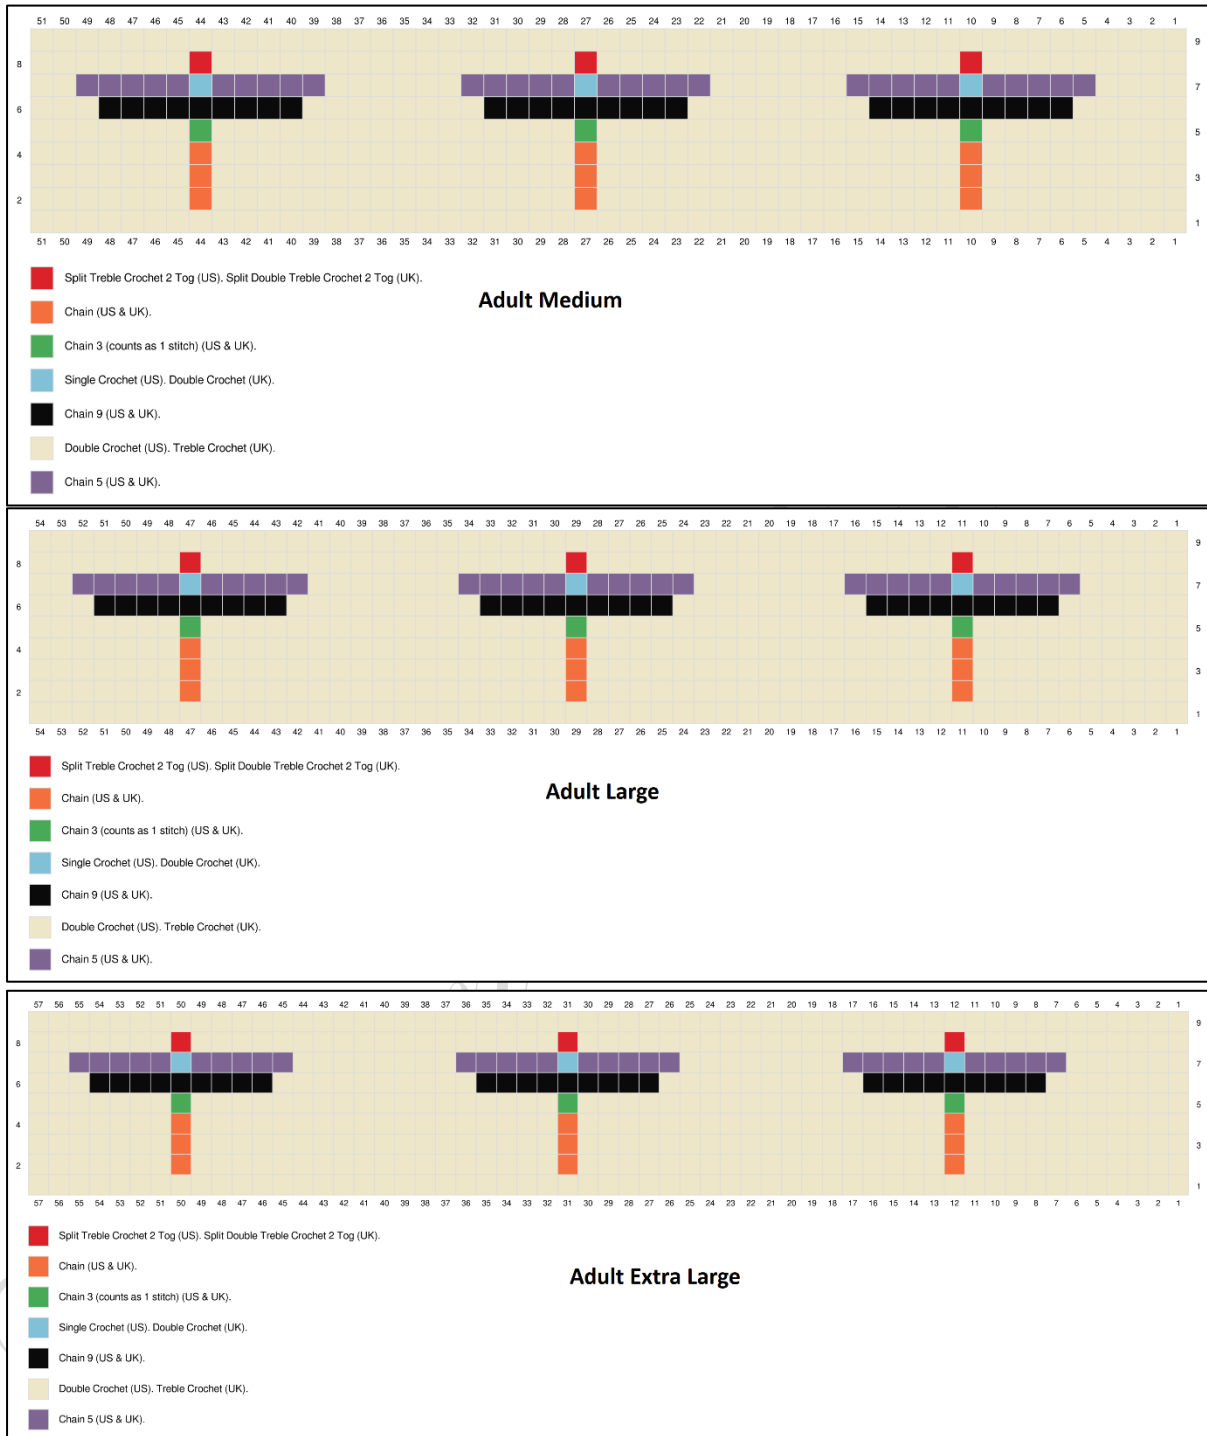 51 50 49 48 47 46 45 44 43 42 41 40 39 38 37 36 35 34 33 32 31 30 29 28 27 26 25 24 23 22 21 20 19 18 17 16 15 14 13 12 11 10 9 8 7 6 5 4 3 2 1
9
8
7
6
5
4
3
2
1
51 50 49 48 47 46 45 44 43 42 41 40 39 38 37 36 35 34 33 32 31 30 29 28 27 26 25 24 23 22 21 20 19 18 17 16 15 14 13 12 11 10 9 8 7 6 5 4 3 2 1
Split Treble Crochet 2 Tog (US). Split Double Treble Crochet 2 Tog (UK).
Adult Medium
Chain (US & UK).
Chain 3 (counts as 1 stitch) (US & UK).
Single Crochet (US). Double Crochet (UK).
Chain 9 (US & UK).
Double Crochet (US). Treble Crochet (UK).
Chain 5 (US & UK).
54 53 52 51 50 49 48 47 46 45 44 43 42 41 40 39 38 37 36 35 34 33 32 31 30 29 28 27 26 25 24 23 22 21 20 19 18 17 16 15 14 13 12 11 10 9 8 7 6 5 4 3 2 1
9
8
7
6
5
4
3
2
1
54 53 52 51 50 49 48 47 46 45 44 43 42 41 40 39 38 37 36 35 34 33 32 31 30 29 28 27 26 25 24 23 22 21 20 19 18 17 16 15 14 13 12 11 10 9 8 7 6 5 4 3 2 1
Split Treble Crochet 2 Tog (US). Split Double Treble Crochet 2 Tog (UK).
Adult Large
Chain (US & UK).
Chain 3 (counts as 1 stitch) (US & UK).
Single Crochet (US). Double Crochet (UK).
Chain 9 (US & UK).
Double Crochet (US). Treble Crochet (UK).
Chain 5 (US & UK).
57 56 55 54 53 52 51 50 49 48 47 46 45 44 43 42 41 40 39 38 37 36 35 34 33 32 31 30 29 28 27 26 25 24 23 22 21 20 19 18 17 16 15 14 13 12 11 10 9 8 7 6 5 4 3 2 1
9
8
7
6
5
4
3
2
1
57 56 55 54 53 52 51 50 49 48 47 46 45 44 43 42 41 40 39 38 37 36 35 34 33 32 31 30 29 28 27 26 25 24 23 22 21 20 19 18 17 16 15 14 13 12 11 10 9 8 7 6 5 4 3 2 1
Split Treble Crochet 2 Tog (US). Split Double Treble Crochet 2 Tog (UK).
Chain (US & UK).
Adult Extra Large
Chain 3 (counts as 1 stitch) (US & UK).
Single Crochet (US). Double Crochet (UK).
Chain 9 (US & UK).
Double Crochet (US). Treble Crochet (UK).
Chain 5 (US & UK).